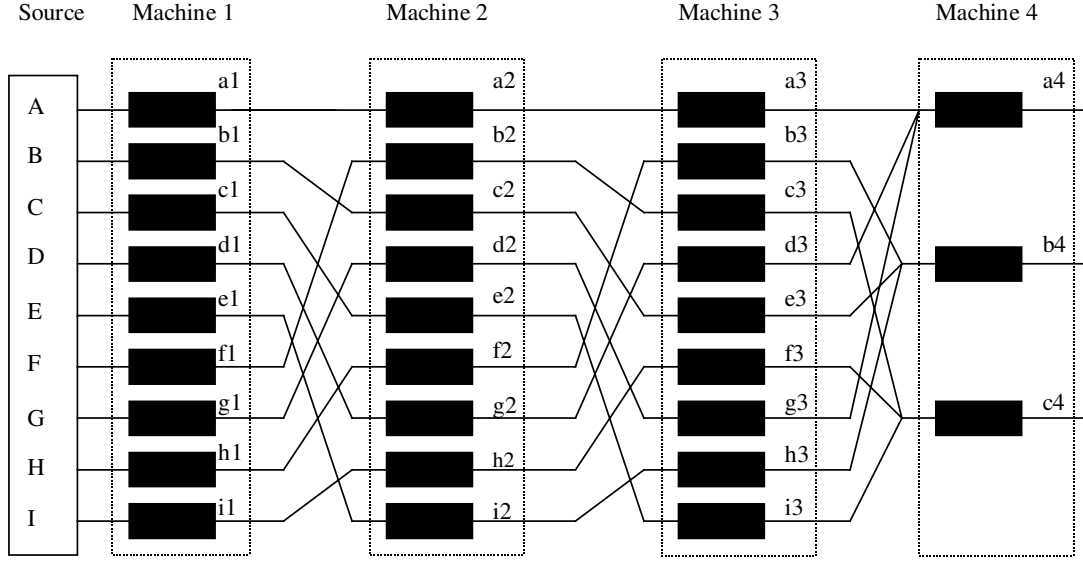 Source Machine 1 Machine 2 Machine 3 Machine 4
a1 a2 a3 a4
A
b1 b2 b3
B
c1 c2 c3
C
d1 d2 d3 b4
D
e1 e2 e3
E
f1 f2 f3
F
g1 g2 g3 c4
G
h1 h2 h3
H
i1 i2 i3
I